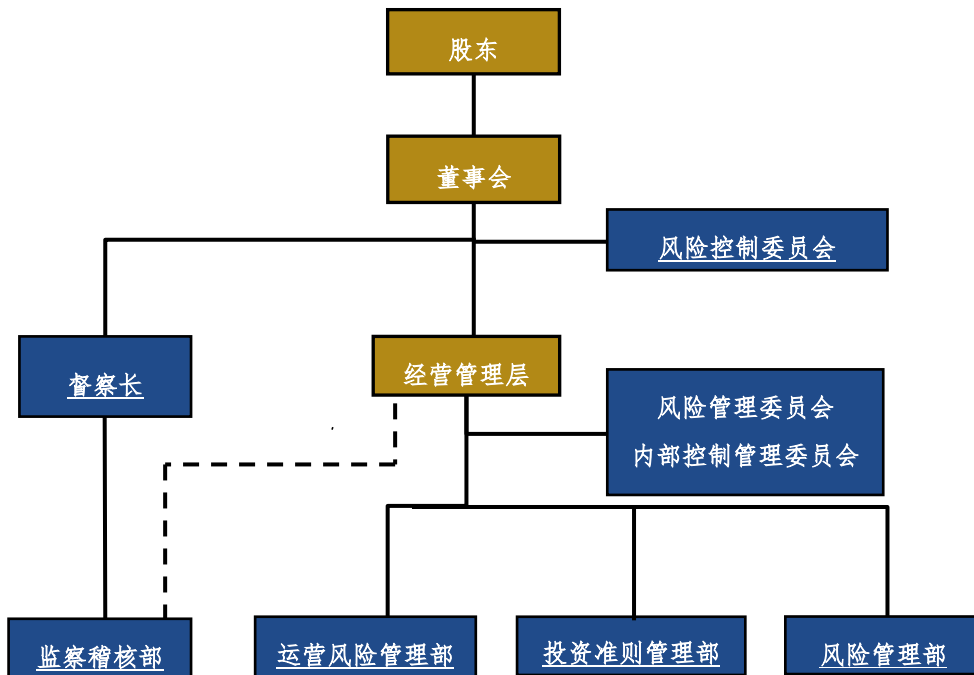 股东
董事会
风险控制委员会
督察长
经营管理层
风险管理委员会
内部控制管理委员会
监察稽核部
运营风险管理部
投资准则管理部
风险管理部